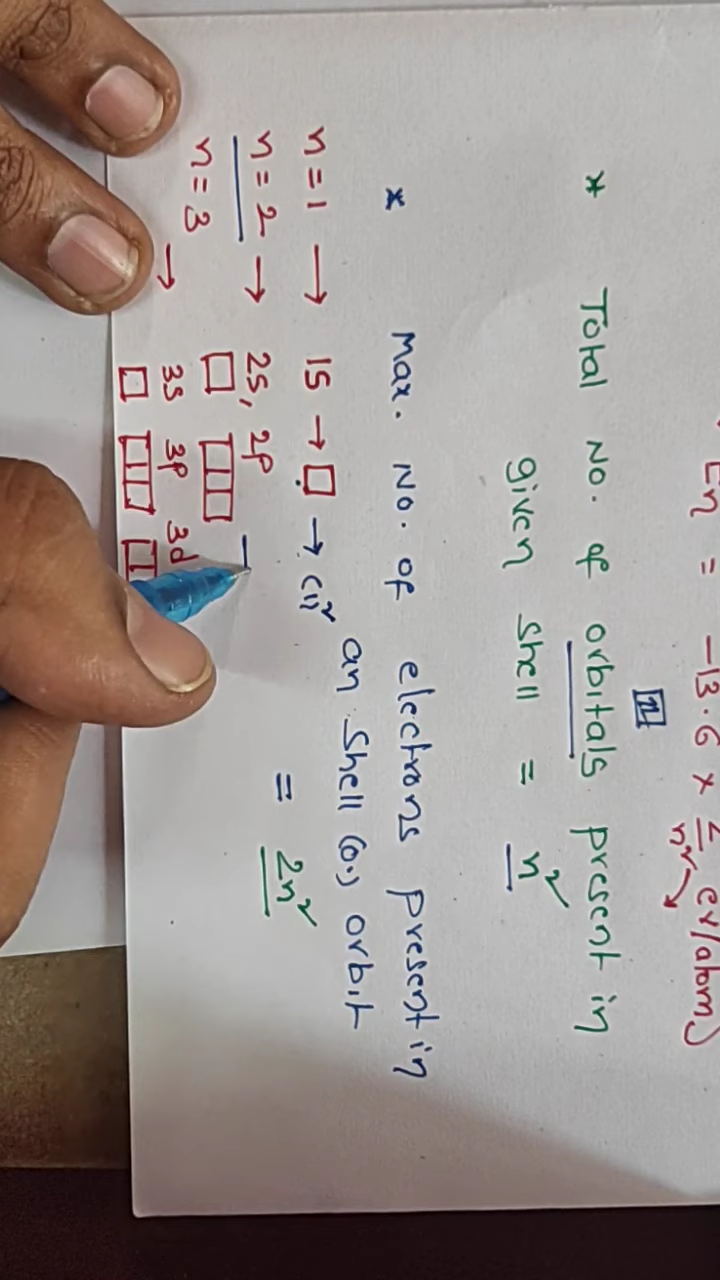 En = -13.6 × Z/n² ev/atom)
n
* Total No. of orbitals present in
given shell = n²
* Max. No. of electrons present in
an shell (or) orbit
= 2n²
n = 1 → 1s → □ → (1)²
n = 2 → 2s, 2p
n = 3 → 3s 3p 3d